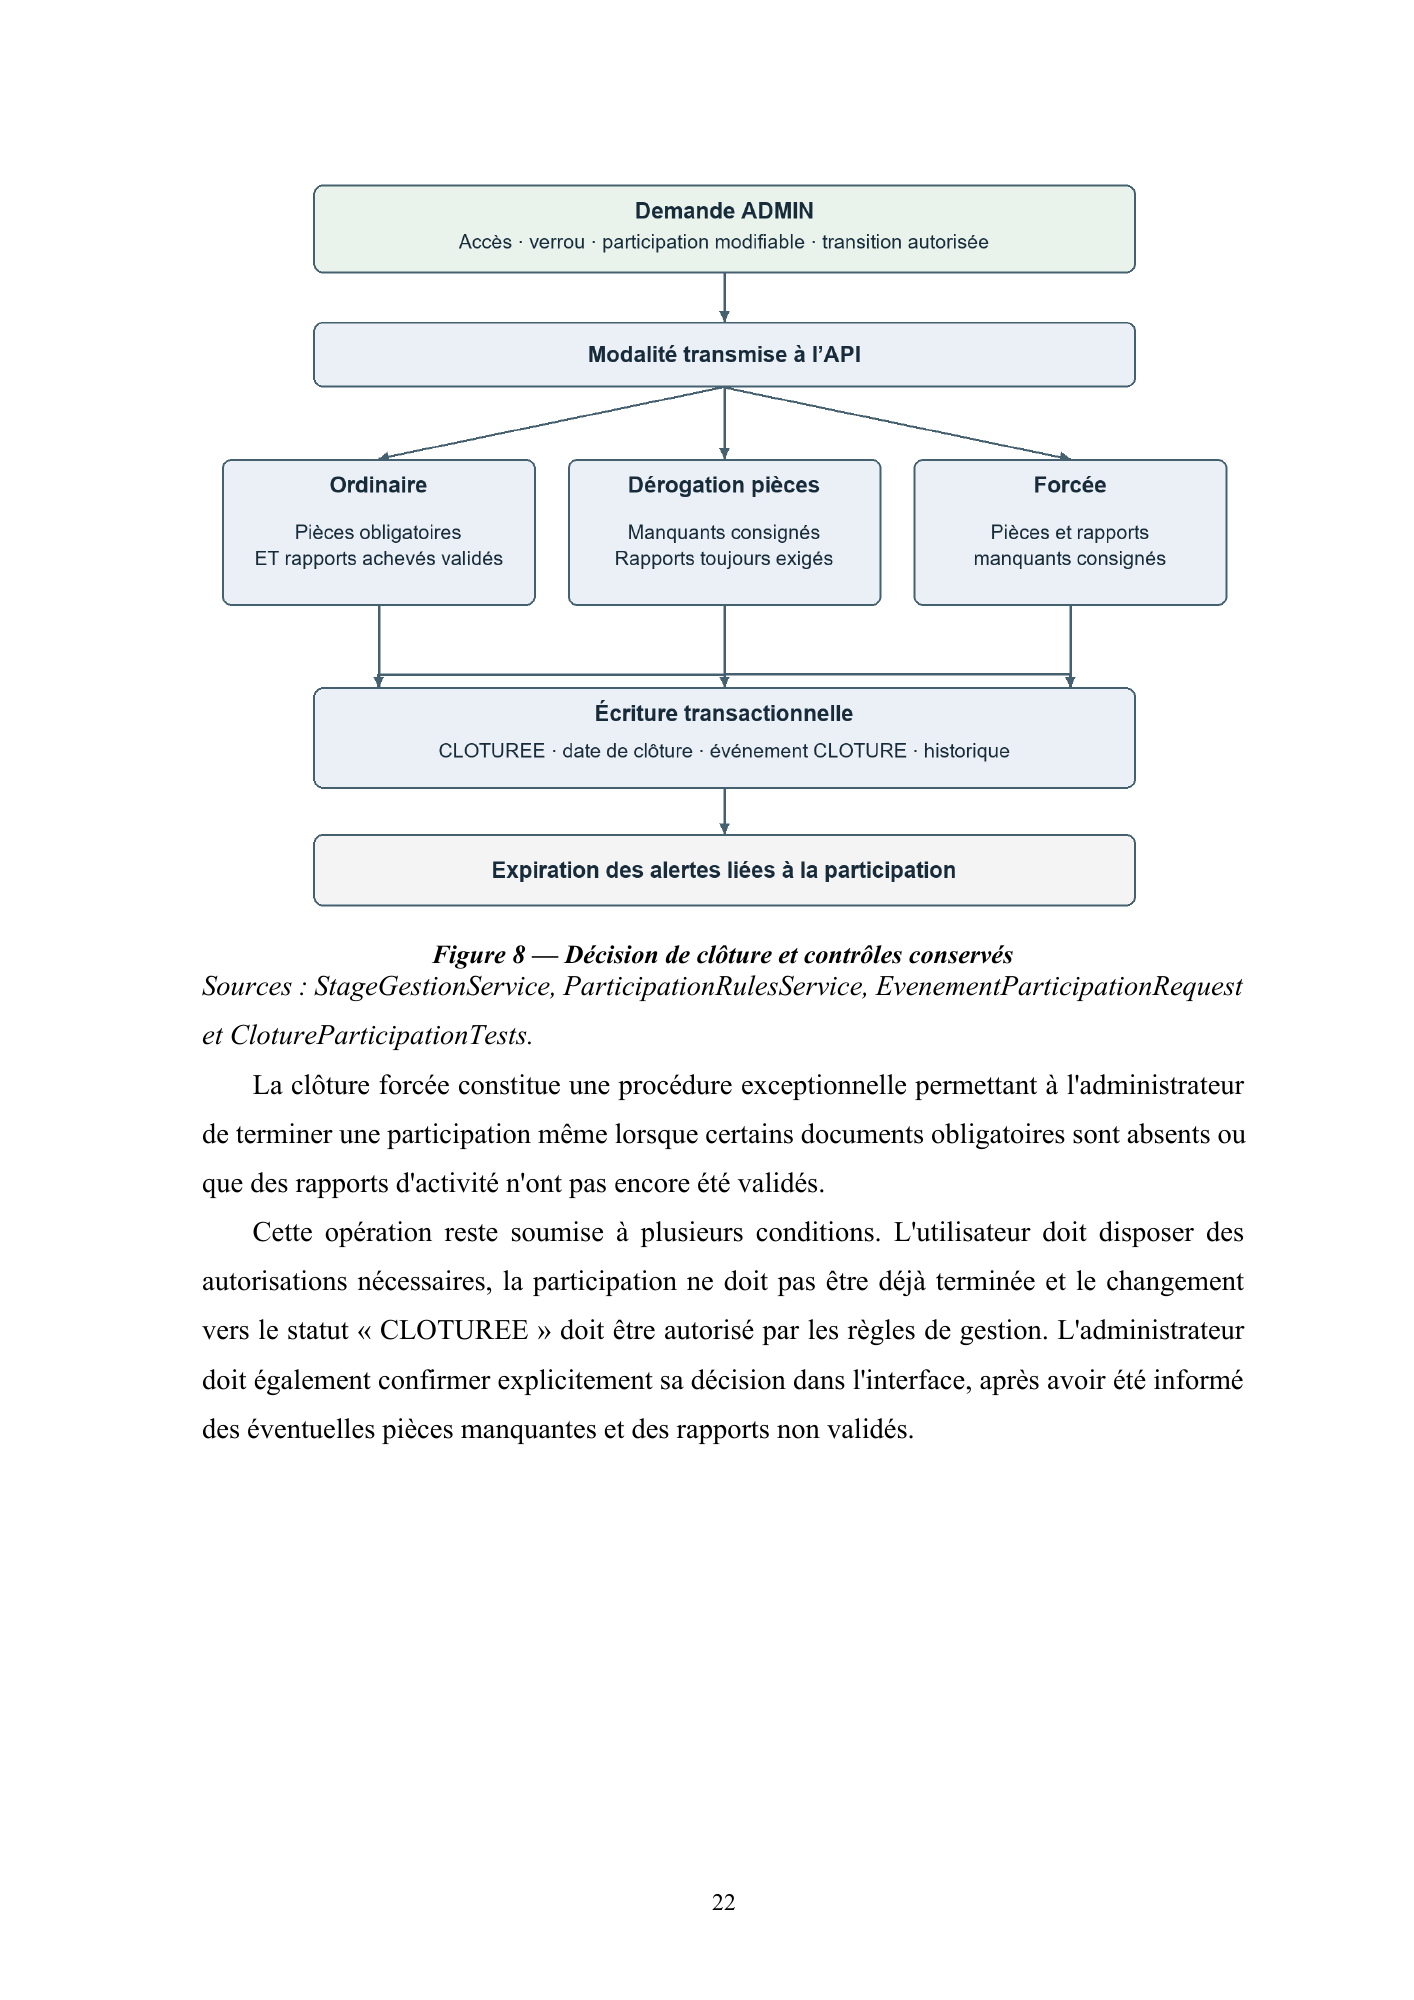 Demande ADMIN
Accès · verrou · participation modifiable · transition autorisée
Modalité transmise à l’API
Ordinaire
Pièces obligatoires
ET rapports achevés validés
Dérogation pièces
Manquants consignés
Rapports toujours exigés
Forcée
Pièces et rapports
manquants consignés
Écriture transactionnelle
CLOTUREE · date de clôture · événement CLOTURE · historique
Expiration des alertes liées à la participation
Figure 8 — Décision de clôture et contrôles conservés
Sources : StageGestionService, ParticipationRulesService, EvenementParticipationRequest
et ClotureParticipationTests.
La clôture forcée constitue une procédure exceptionnelle permettant à l'administrateur
de terminer une participation même lorsque certains documents obligatoires sont absents ou
que des rapports d'activité n'ont pas encore été validés.
Cette opération reste soumise à plusieurs conditions. L'utilisateur doit disposer des
autorisations nécessaires, la participation ne doit pas être déjà terminée et le changement
vers le statut « CLOTUREE » doit être autorisé par les règles de gestion. L'administrateur
doit également confirmer explicitement sa décision dans l'interface, après avoir été informé
des éventuelles pièces manquantes et des rapports non validés.
22